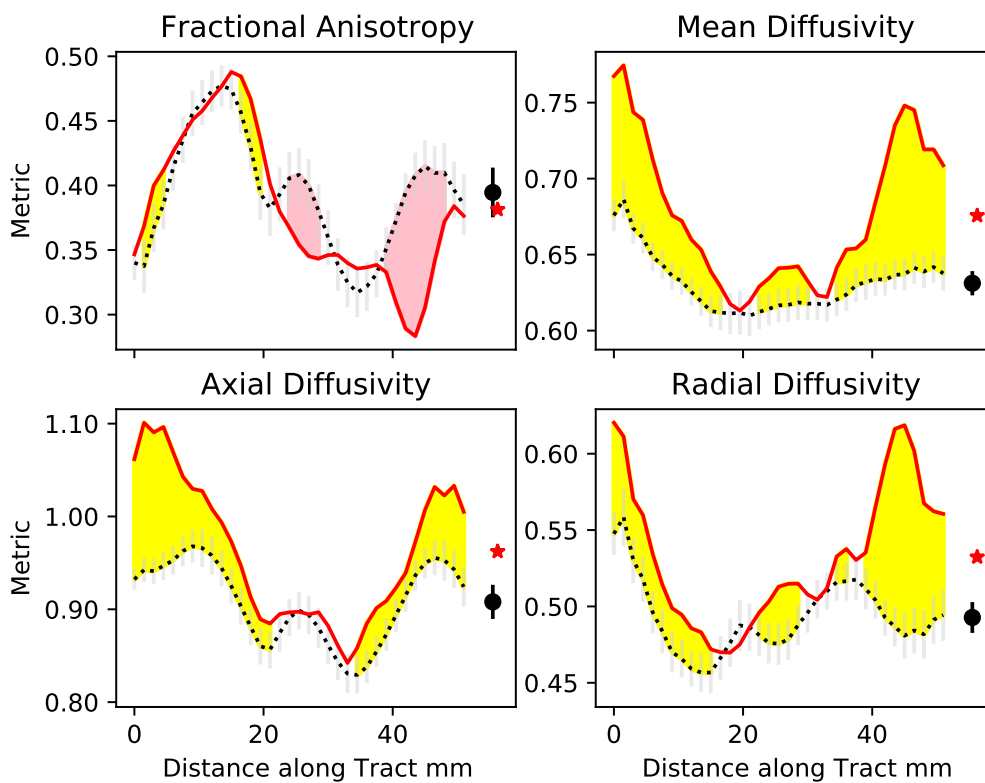 Fractional Anisotropy
Mean Diffusivity
0.50
0.45
0.40
0.35
0.30
Metric
0.75
0.70
0.65
0.60
Axial Diffusivity
Radial Diffusivity
1.10
1.00
0.90
0.80
Metric
0.60
0.55
0.50
0.45
0
20
40
0
20
40
Distance along Tract mm
Distance along Tract mm